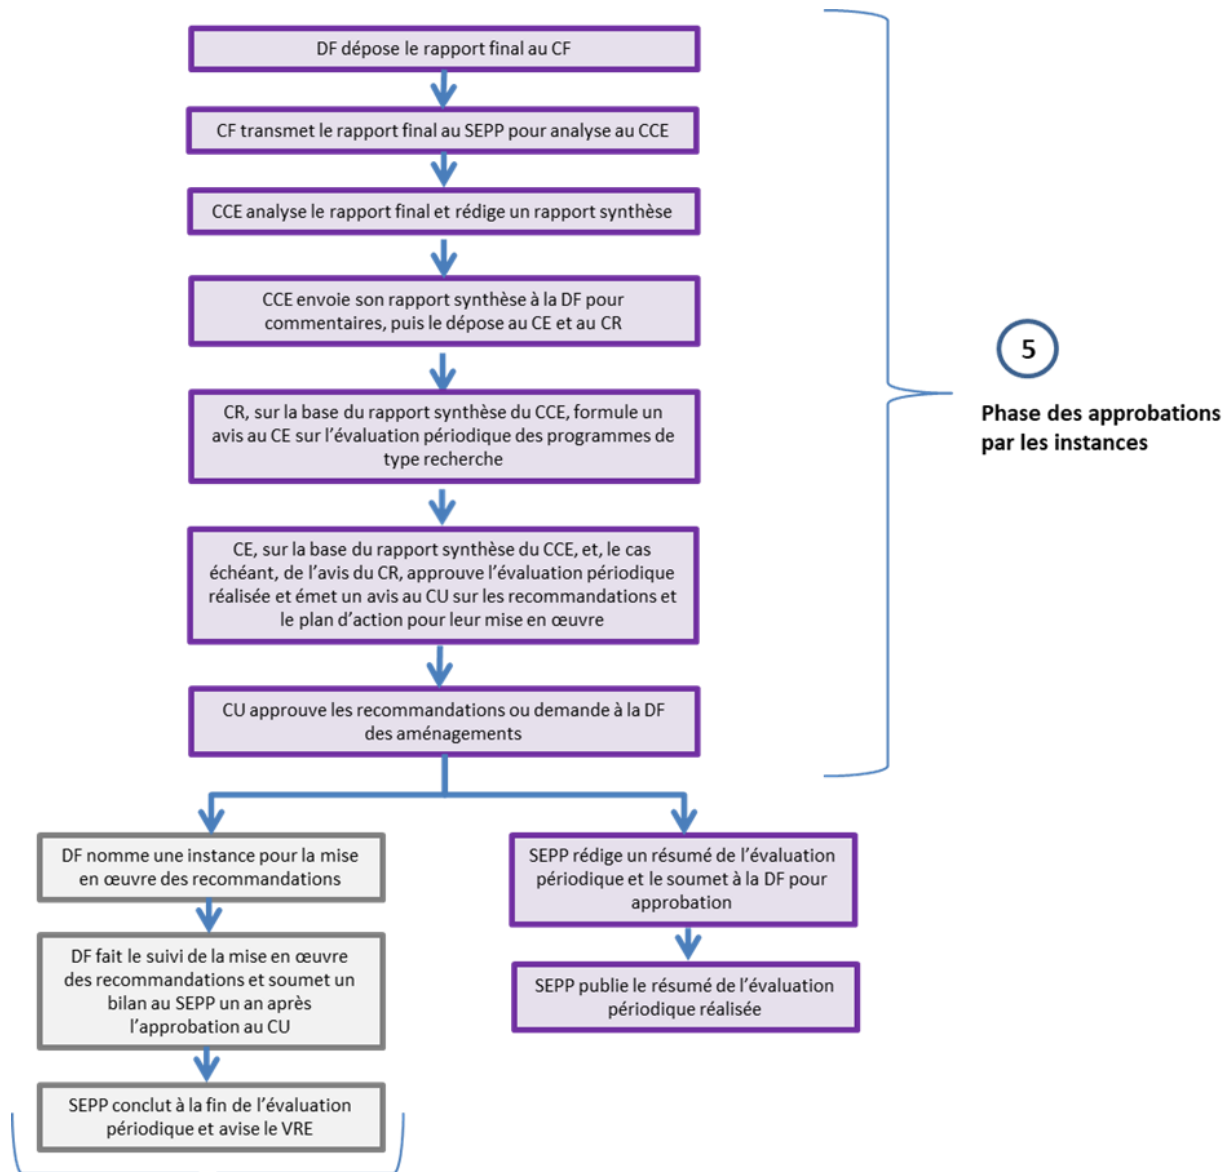 DF dépose le rapport final au CF
CF transmet le rapport final au SEPP pour analyse au CCE
CCE analyse le rapport final et rédige un rapport synthèse
CCE envoie son rapport synthèse à la DF pour
commentaires, puis le dépose au CE et au CR
CR, sur la base du rapport synthèse du CCE, formule un
avis au CE sur l’évaluation périodique des programmes de
type recherche
CE, sur la base du rapport synthèse du CCE, et, le cas
échéant, de l’avis du CR, approuve l’évaluation périodique
réalisée et émet un avis au CU sur les recommandations et
le plan d’action pour leur mise en œuvre
CU approuve les recommandations ou demande à la DF
des aménagements
5
Phase des approbations
par les instances
DF nomme une instance pour la mise
en œuvre des recommandations
DF fait le suivi de la mise en œuvre
des recommandations et soumet un
bilan au SEPP un an après
l’approbation au CU
SEPP conclut à la fin de l’évaluation
périodique et avise le VRE
SEPP rédige un résumé de l’évaluation
périodique et le soumet à la DF pour
approbation
SEPP publie le résumé de l’évaluation
périodique réalisée